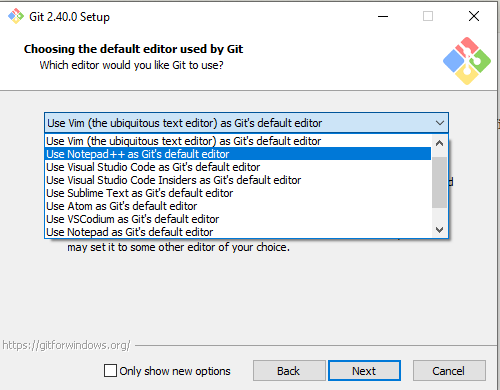 Git 2.40.0 Setup
Choosing the default editor used by Git
Which editor would you like Git to use?
Use Vim (the ubiquitous text editor) as Git's default editor
Use Vim (the ubiquitous text editor) as Git's default editor
Use Notepad++ as Git's default editor
Use Visual Studio Code as Git's default editor
Use Visual Studio Code Insiders as Git's default editor
Use Sublime Text as Git's default editor
Use Atom as Git's default editor
Use VSCodium as Git's default editor
Use Notepad as Git's default editor
may set it to some other editor of your choice.
https://gitforwindows.org/
Only show new options
Back
Next
Cancel